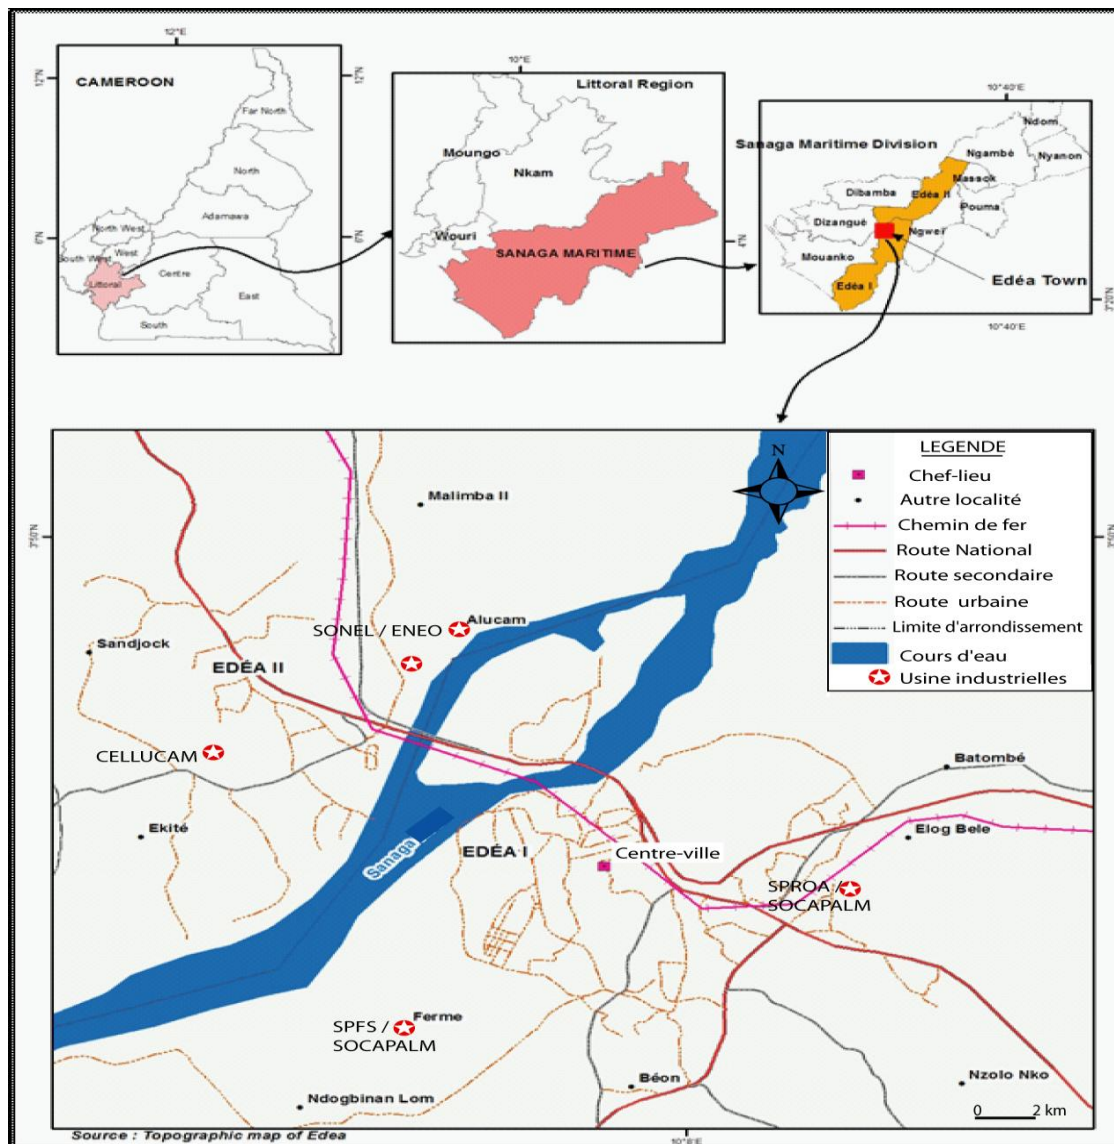 12°E
CAMEROON
12°N
12°N
Far North
North
Adamawa
6°N
6°N
North West
West
South West
Littoral
Centre
East
South
10°E
Littoral Region
Moungo
Nkam
Wouri
SANAGA MARITIME
4°N
10°40'E
Sanaga Maritime Division
Ndom
Ngambé
Nyanon
Massok
Dibamba
Edéa II
Pouma
Dizangué
Ngwei
Mouanko
Edéa Town
Edéa I
3°20'N
10°40'E
N
LEGENDE
Chef-lieu
Autre localité
Chemin de fer
Route National
Route secondaire
Route urbaine
Limite d'arrondissement
Cours d'eau
Usine industrielles
3°50'N
3°50'N
Malimba II
Alucam
SONEL / ENEO
Sandjock
EDÉA II
CELLUCAM
Batombé
Ekité
Elog Bele
EDÉA I
Centre-ville
Sanaga
SPROA /
SOCAPALM
Ferme
SPFS /
SOCAPALM
Béon
Nzolo Nko
Ndogbinan Lom
0 2 km
Source : Topographic map of Edea